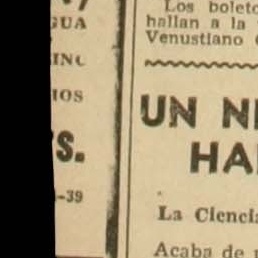 GUA
INC
IOS
S.
-39
Los boleto
hallan a la
Venustiano
UN N
HA
La Ciencia
Acaba de